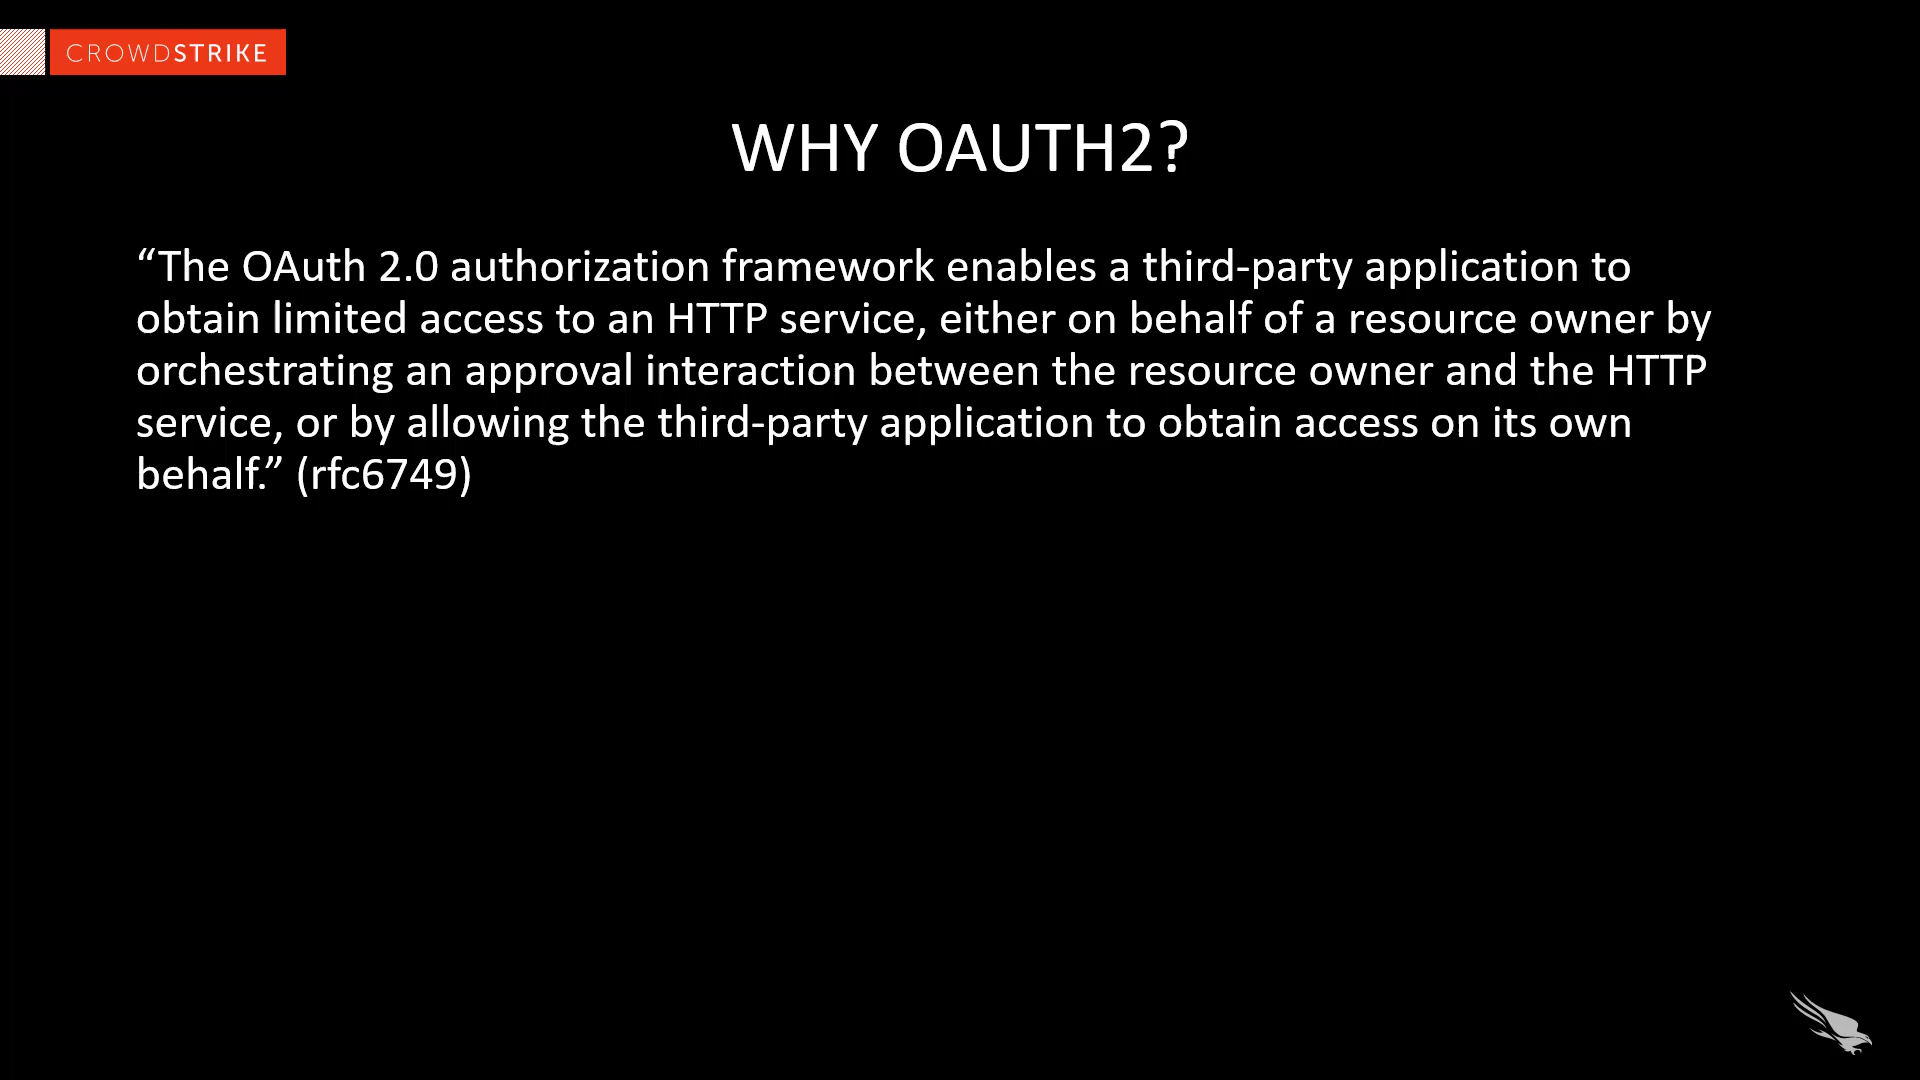 CROWDSTRIKE
WHY OAUTH2?
“The OAuth 2.0 authorization framework enables a third-party application to
obtain limited access to an HTTP service, either on behalf of a resource owner by
orchestrating an approval interaction between the resource owner and the HTTP
service, or by allowing the third-party application to obtain access on its own
behalf.” (rfc6749)